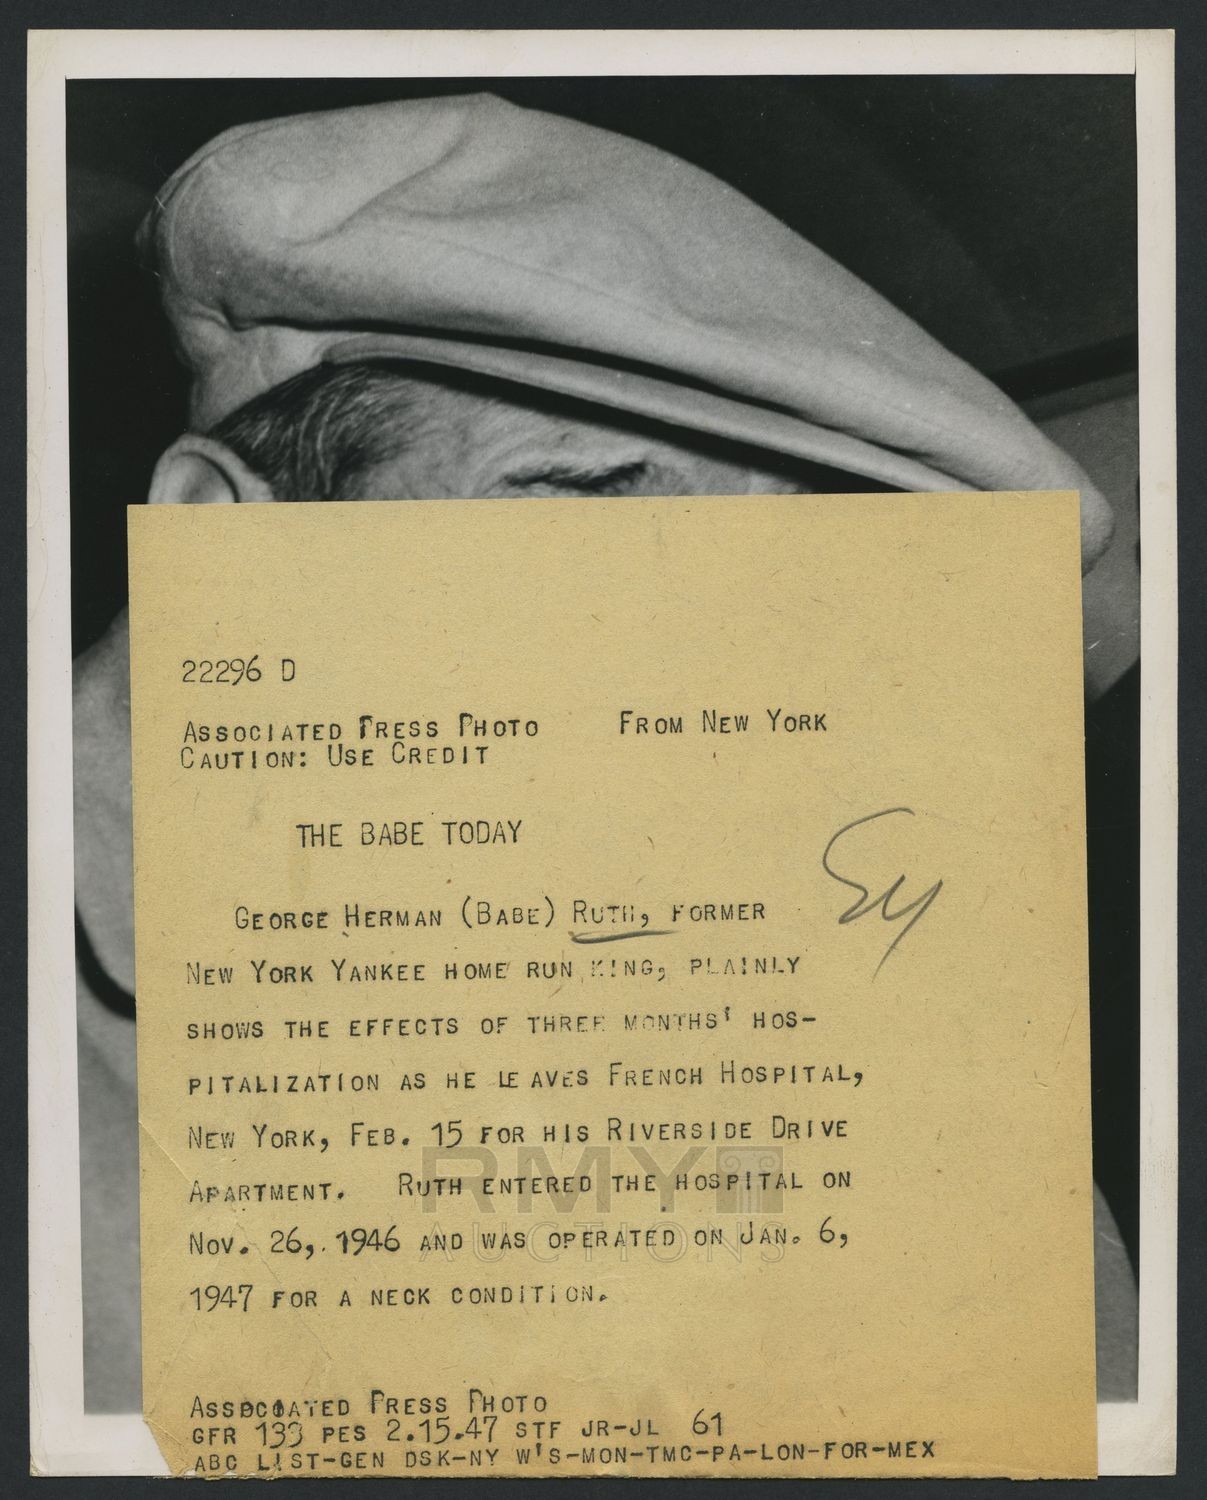 22296 D
ASSOCIATED PRESS PHOTO FROM NEW YORK
CAUTION: USE CREDIT
THE BABE TODAY
GEORGE HERMAN (BABE) RUTH, FORMER
NEW YORK YANKEE HOME RUN KING, PLAINLY
SHOWS THE EFFECTS OF THREE MONTHS' HOS-
PITALIZATION AS HE LEAVES FRENCH HOSPITAL,
NEW YORK, FEB. 15 FOR HIS RIVERSIDE DRIVE
APARTMENT. RUTH ENTERED THE HOSPITAL ON
NOV. 26, 1946 AND WAS OPERATED ON JAN. 6,
1947 FOR A NECK CONDITION.
RMY
AUCTIONS
ASSOCIATED PRESS PHOTO
GFR 133 PES 2.15.47 STF JR-JL 61
ABC LIST-GEN DSK-NY W'S-MON-TMC-PA-LON-FOR-MEX